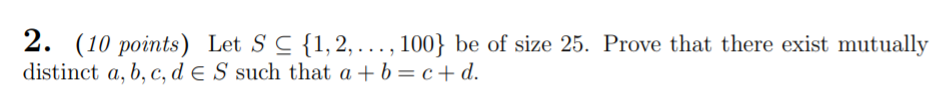 2. (10 points) Let S ⊆ {1, 2, . . . , 100} be of size 25. Prove that there exist mutually
distinct a, b, c, d ∈ S such that a + b = c + d.